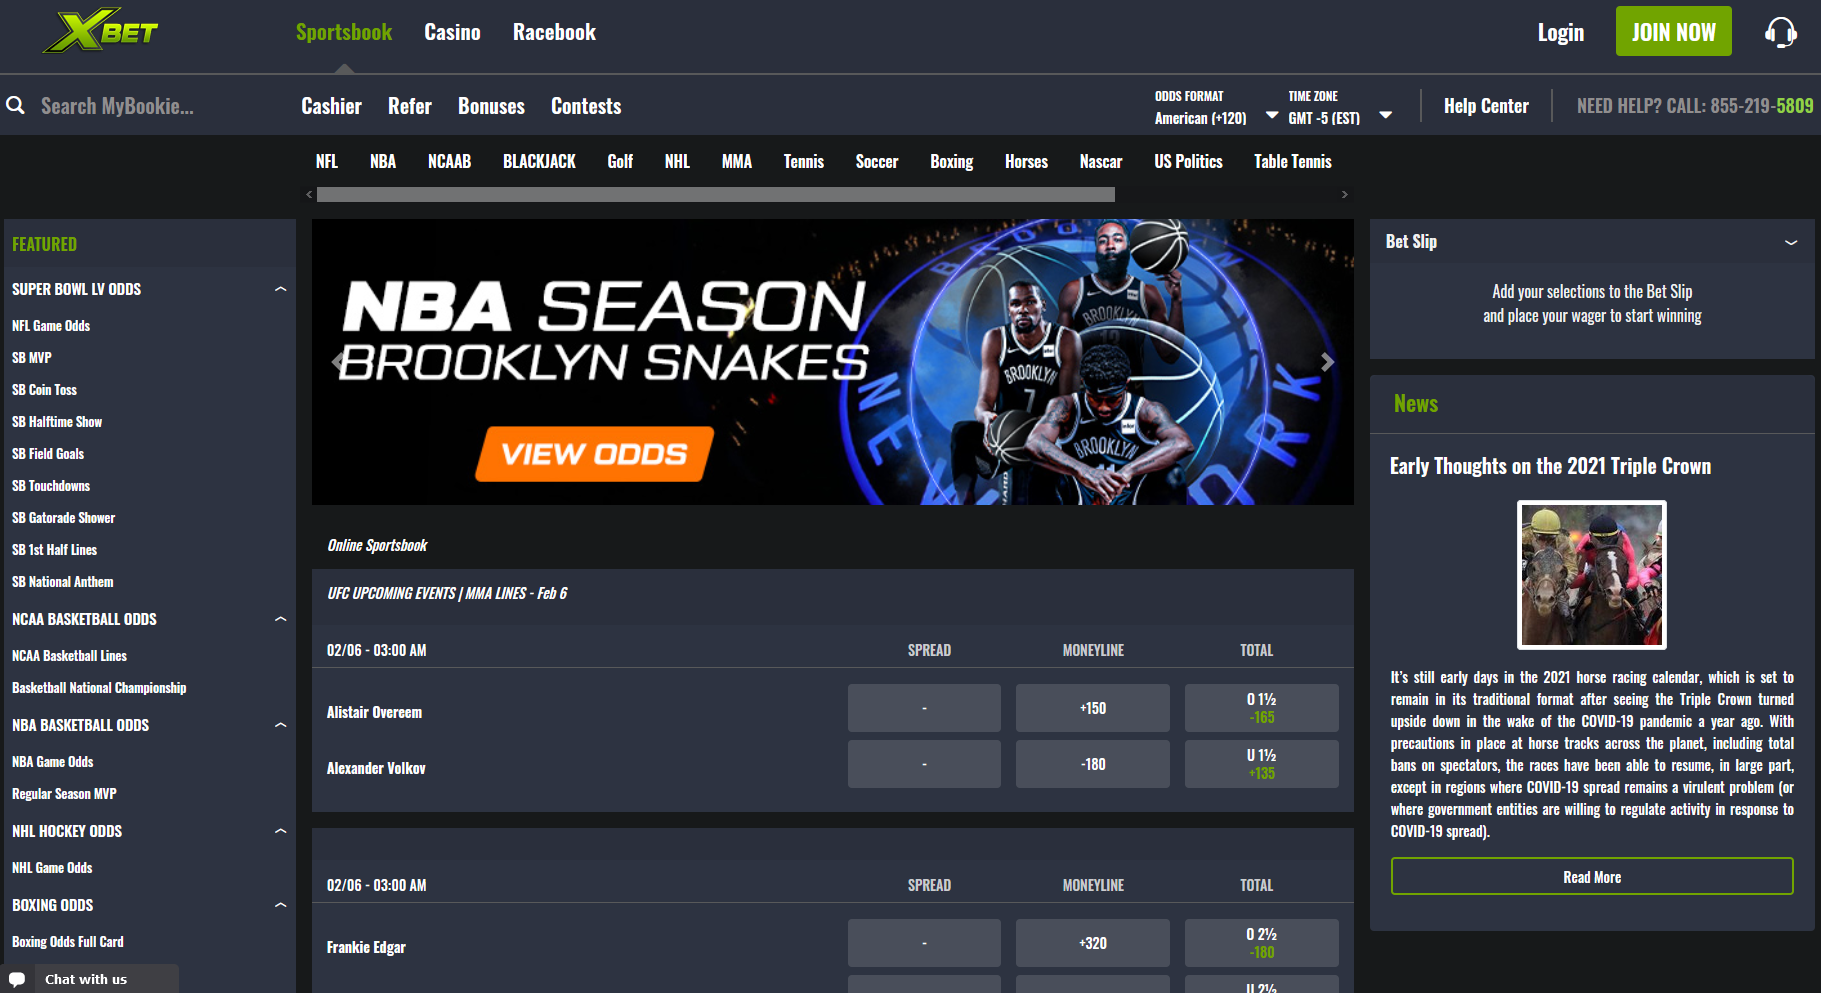 XBET
Sportsbook
Casino
Racebook
Login
JOIN NOW
Search MyBookie...
Cashier
Refer
Bonuses
Contests
ODDS FORMAT
American (+120)
TIME ZONE
GMT -5 (EST)
Help Center
NEED HELP? CALL: 855-219-5809
NFL
NBA
NCAAB
BLACKJACK
Golf
NHL
MMA
Tennis
Soccer
Boxing
Horses
Nascar
US Politics
Table Tennis
FEATURED
SUPER BOWL LV ODDS
NFL Game Odds
SB MVP
SB Coin Toss
SB Halftime Show
SB Field Goals
SB Touchdowns
SB Gatorade Shower
SB 1st Half Lines
SB National Anthem
NCAA BASKETBALL ODDS
NCAA Basketball Lines
Basketball National Championship
NBA BASKETBALL ODDS
NBA Game Odds
Regular Season MVP
NHL HOCKEY ODDS
NHL Game Odds
BOXING ODDS
Boxing Odds Full Card
Chat with us
NBA SEASON
BROOKLYN SNAKES
VIEW ODDS
BROOKLYN
13
BROOKLYN
7
BROOKLYN
11
Online Sportsbook
UFC UPCOMING EVENTS | MMA LINES - Feb 6
02/06 - 03:00 AM
SPREAD
MONEYLINE
TOTAL
Alistair Overeem
-
+150
O 1½
-165
Alexander Volkov
-
-180
U 1½
+135
02/06 - 03:00 AM
SPREAD
MONEYLINE
TOTAL
Frankie Edgar
-
+320
O 2½
-180
U 2½
Bet Slip
Add your selections to the Bet Slip
and place your wager to start winning
News
Early Thoughts on the 2021 Triple Crown
It's still early days in the 2021 horse racing calendar, which is set to
remain in its traditional format after seeing the Triple Crown turned
upside down in the wake of the COVID-19 pandemic a year ago. With
precautions in place at horse tracks across the planet, including total
bans on spectators, the races have been able to resume, in large part,
except in regions where COVID-19 spread remains a virulent problem (or
where government entities are willing to regulate activity in response to
COVID-19 spread).
Read More